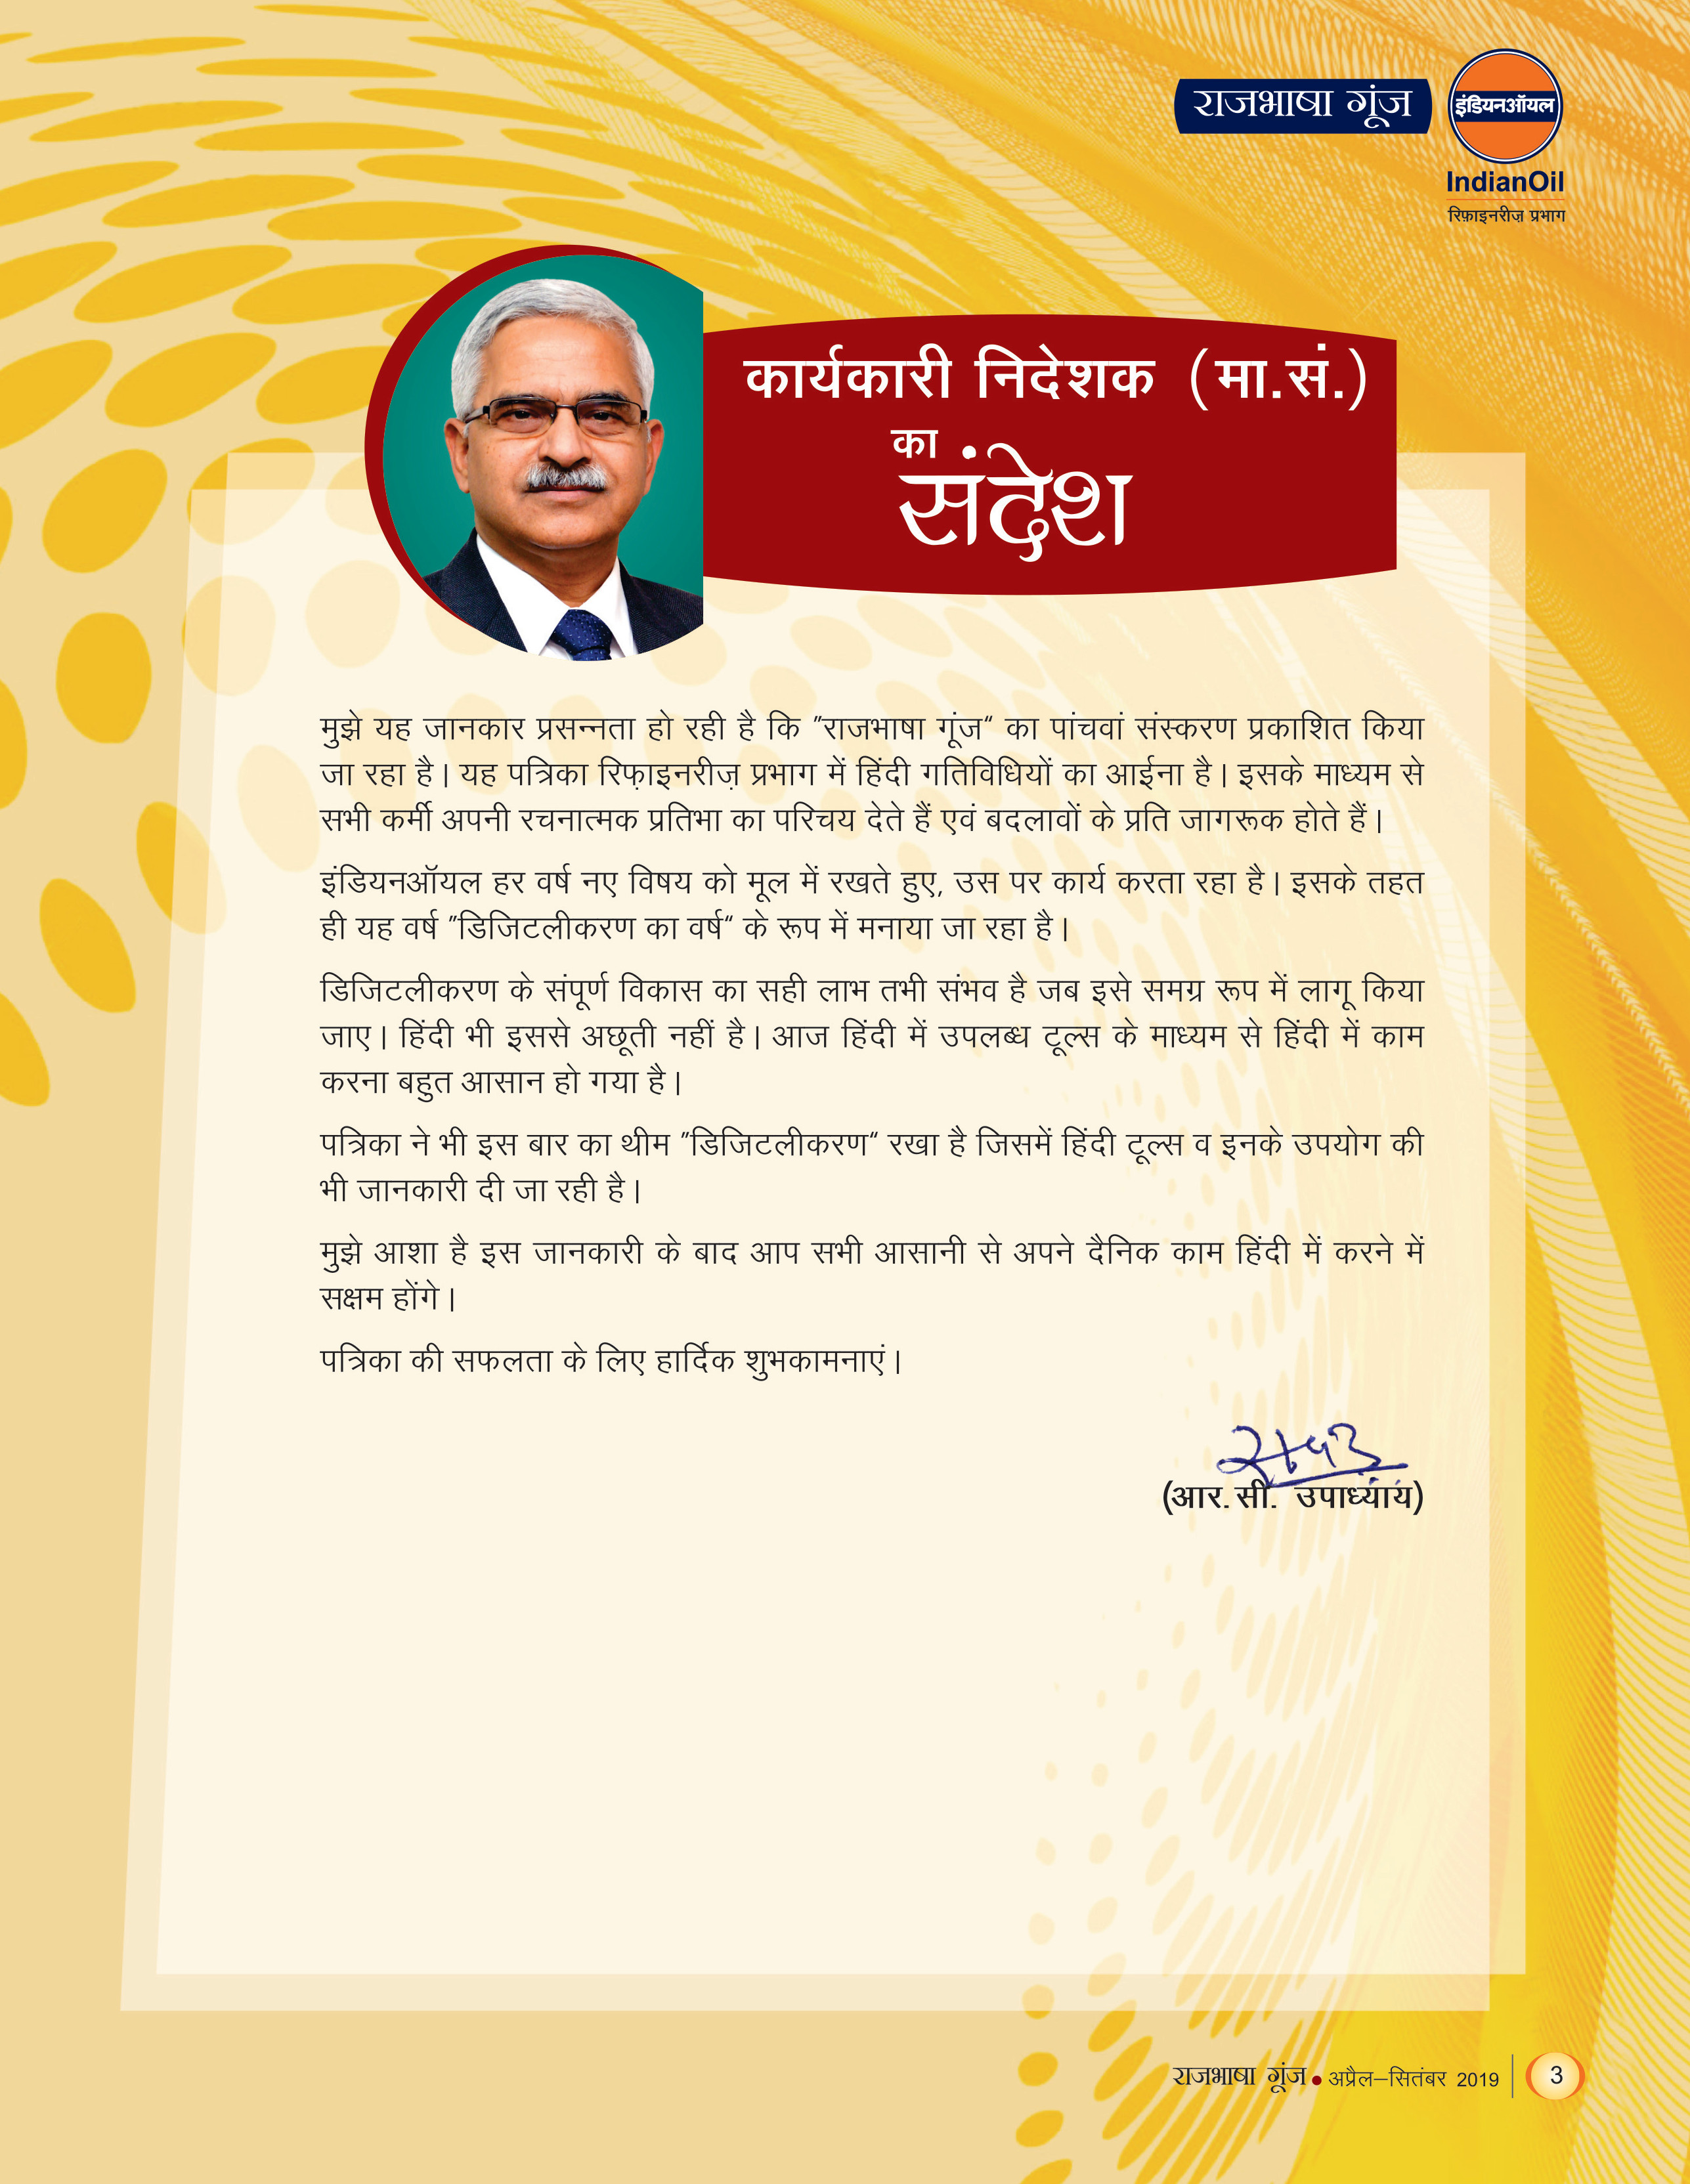 राजभाषा गूंज
इंडियनऑयल
IndianOil
रिफ़ाइनरीज़ प्रभाग
कार्यकारी निदेशक (मा.सं.)
का
संदेश
मुझे यह जानकार प्रसन्नता हो रही है कि "राजभाषा गूंज" का पांचवां संस्करण प्रकाशित किया
जा रहा है। यह पत्रिका रिफ़ाइनरीज़ प्रभाग में हिंदी गतिविधियों का आईना है। इसके माध्यम से
सभी कर्मी अपनी रचनात्मक प्रतिभा का परिचय देते हैं एवं बदलावों के प्रति जागरूक होते हैं।
इंडियनऑयल हर वर्ष नए विषय को मूल में रखते हुए, उस पर कार्य करता रहा है। इसके तहत
ही यह वर्ष "डिजिटलीकरण का वर्ष" के रूप में मनाया जा रहा है।
डिजिटलीकरण के संपूर्ण विकास का सही लाभ तभी संभव है जब इसे समग्र रूप में लागू किया
जाए। हिंदी भी इससे अछूती नहीं है। आज हिंदी में उपलब्ध टूल्स के माध्यम से हिंदी में काम
करना बहुत आसान हो गया है।
पत्रिका ने भी इस बार का थीम "डिजिटलीकरण" रखा है जिसमें हिंदी टूल्स व इनके उपयोग की
भी जानकारी दी जा रही है।
मुझे आशा है इस जानकारी के बाद आप सभी आसानी से अपने दैनिक काम हिंदी में करने में
सक्षम होंगे।
पत्रिका की सफलता के लिए हार्दिक शुभकामनाएं।
(आर.सी. उपाध्याय)
राजभाषा गूंज • अप्रैल–सितंबर 2019 3